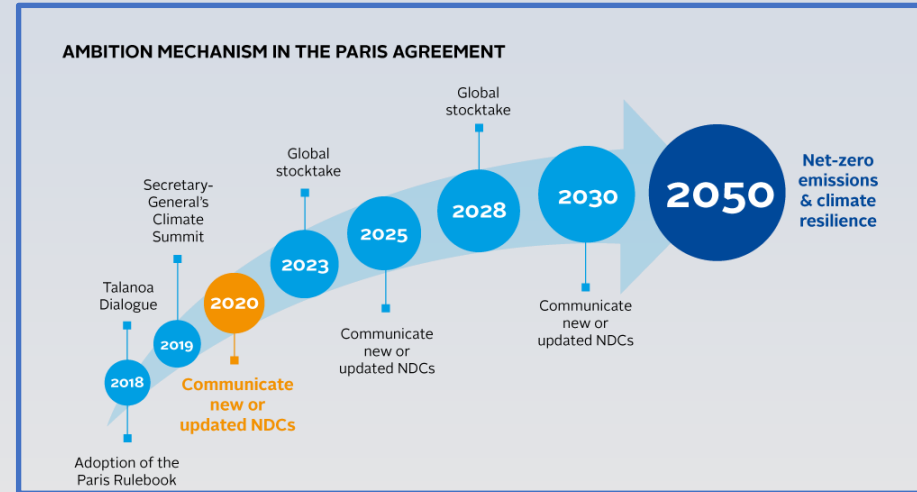 AMBITION MECHANISM IN THE PARIS AGREEMENT
Talanoa
Dialogue
2018
Adoption of the
Paris Rulebook
Secretary-
General's
Climate
Summit
2019
2020
Communicate
new or
updated NDCs
Global
stocktake
2023
2025
Communicate
new or
updated NDCs
Global
stocktake
2028
2030
Communicate
new or
updated NDCs
2050
Net-zero
emissions
& climate
resilience